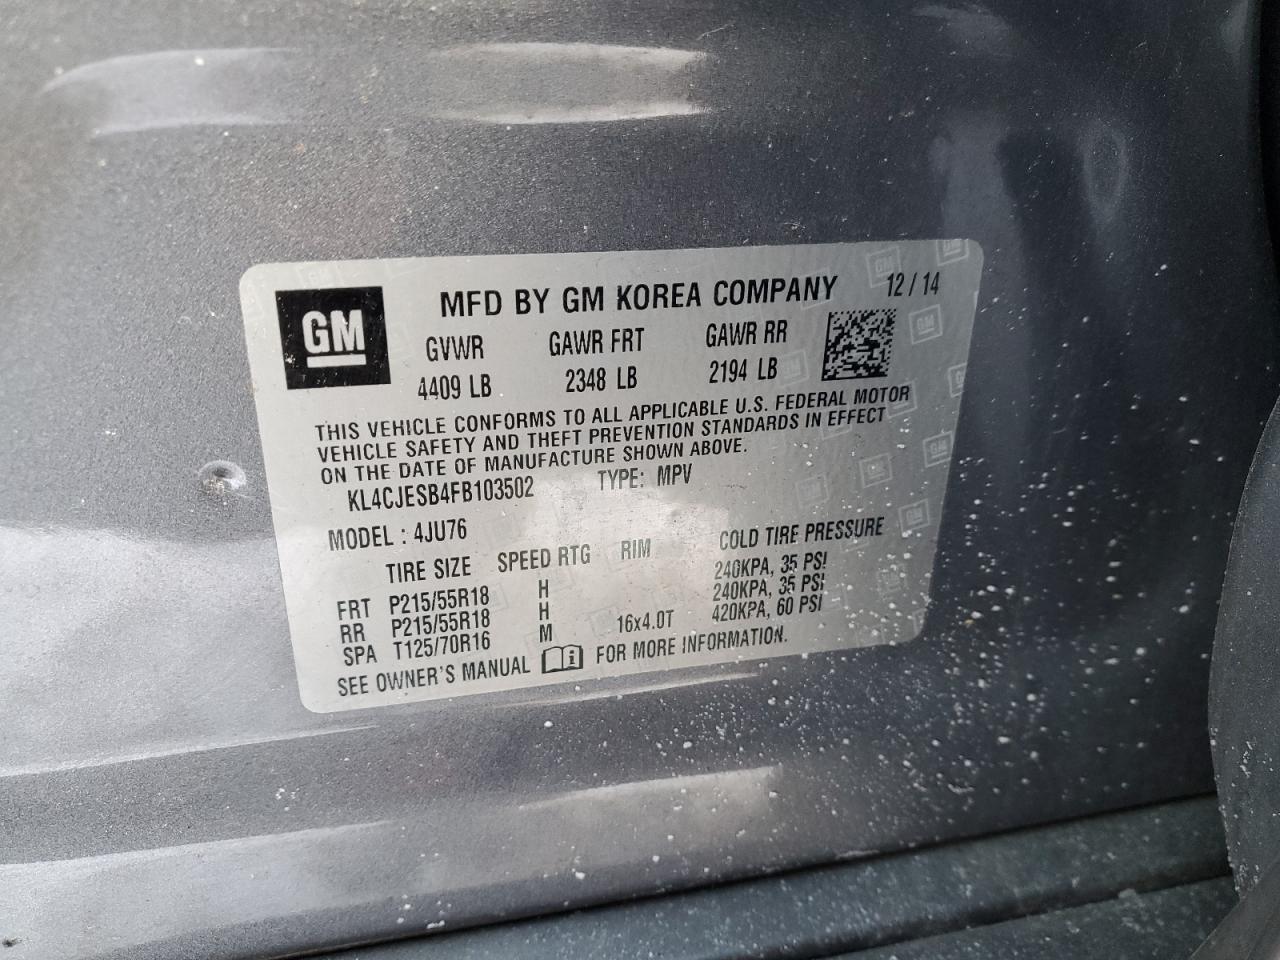 GM
MFD BY GM KOREA COMPANY 12 / 14
GVWR GAWR FRT GAWR RR
4409 LB 2348 LB 2194 LB
THIS VEHICLE CONFORMS TO ALL APPLICABLE U.S. FEDERAL MOTOR
VEHICLE SAFETY AND THEFT PREVENTION STANDARDS IN EFFECT
ON THE DATE OF MANUFACTURE SHOWN ABOVE.
KL4CJESB4FB103502 TYPE: MPV
MODEL : 4JU76
TIRE SIZE SPEED RTG RIM COLD TIRE PRESSURE
FRT P215/55R18 H 240KPA, 35 PSI
RR P215/55R18 H 240KPA, 35 PSI
SPA T125/70R16 M 16x4.0T 420KPA, 60 PSI
SEE OWNER'S MANUAL FOR MORE INFORMATION.